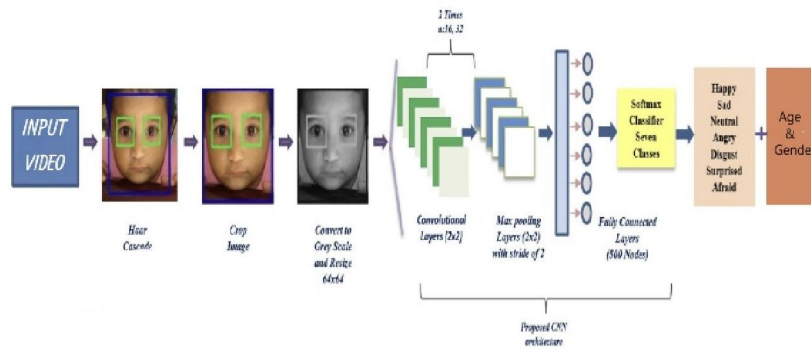 INPUT
VIDEO
Haar
Cascade
Crop
Image
Convert to
Grey Scale
and Resize
64x64
2 Times
n:16, 32
Convolutional
Layers (2x2)
Max pooling
Layers (2x2)
with stride of 2
Fully Connected
Layers
(500 Nodes)
Softmax
Classifier
Seven
Classes
Happy
Sad
Neutral
Angry
Disgust
Surprised
Afraid
+
Age
&
Gende
Proposed CNN
architecture